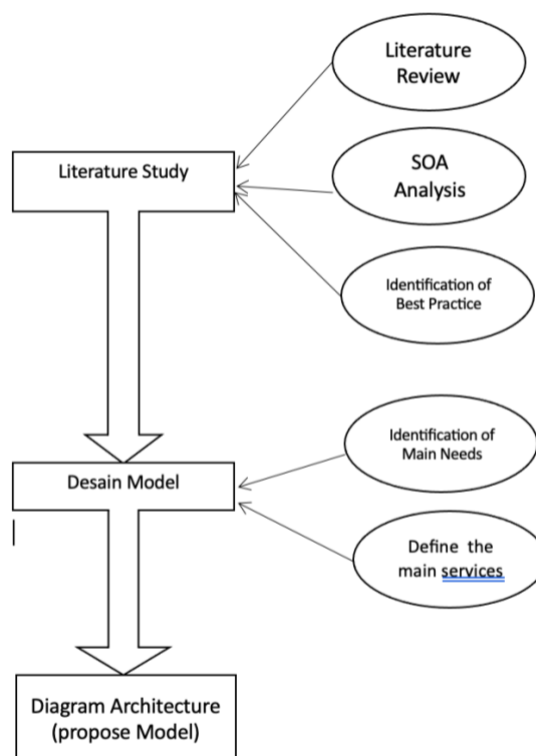 Literature
Review
Literature Study
SOA
Analysis
Identification of
Best Practice
Identification of
Main Needs
Desain Model
Define the
main services
Diagram Architecture
(propose Model)